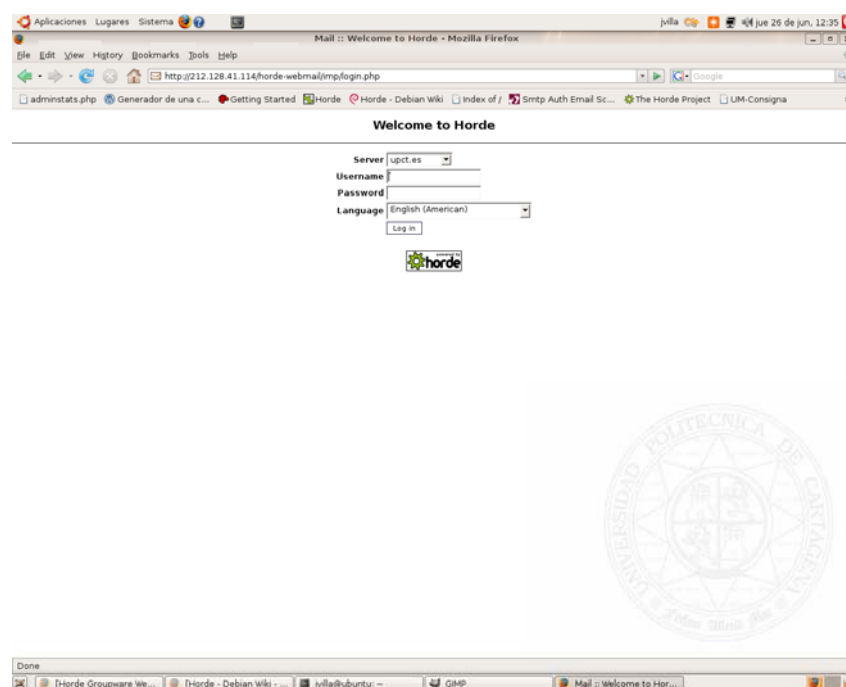 Aplicaciones Lugares Sistema jvilla jue 26 de jun, 12:35
Mail :: Welcome to Horde - Mozilla Firefox
File Edit View History Bookmarks Tools Help
http://212.128.41.114/horde-webmail/imp/login.php Google
adminstats.php Generador de una c... Getting Started Horde Horde - Debian Wiki Index of / Smtp Auth Email Sc... The Horde Project UM-Consigna
Welcome to Horde
Server upct.es
Username
Password
Language English (American)
Log in
powered by
horde
UNIVERSIDAD POLITECNICA DE CARTAGENA
Done
[Horde Groupware We... [Horde - Debian Wiki - ... jvilla@ubuntu: ~ GIMP Mail :: Welcome to Hor...